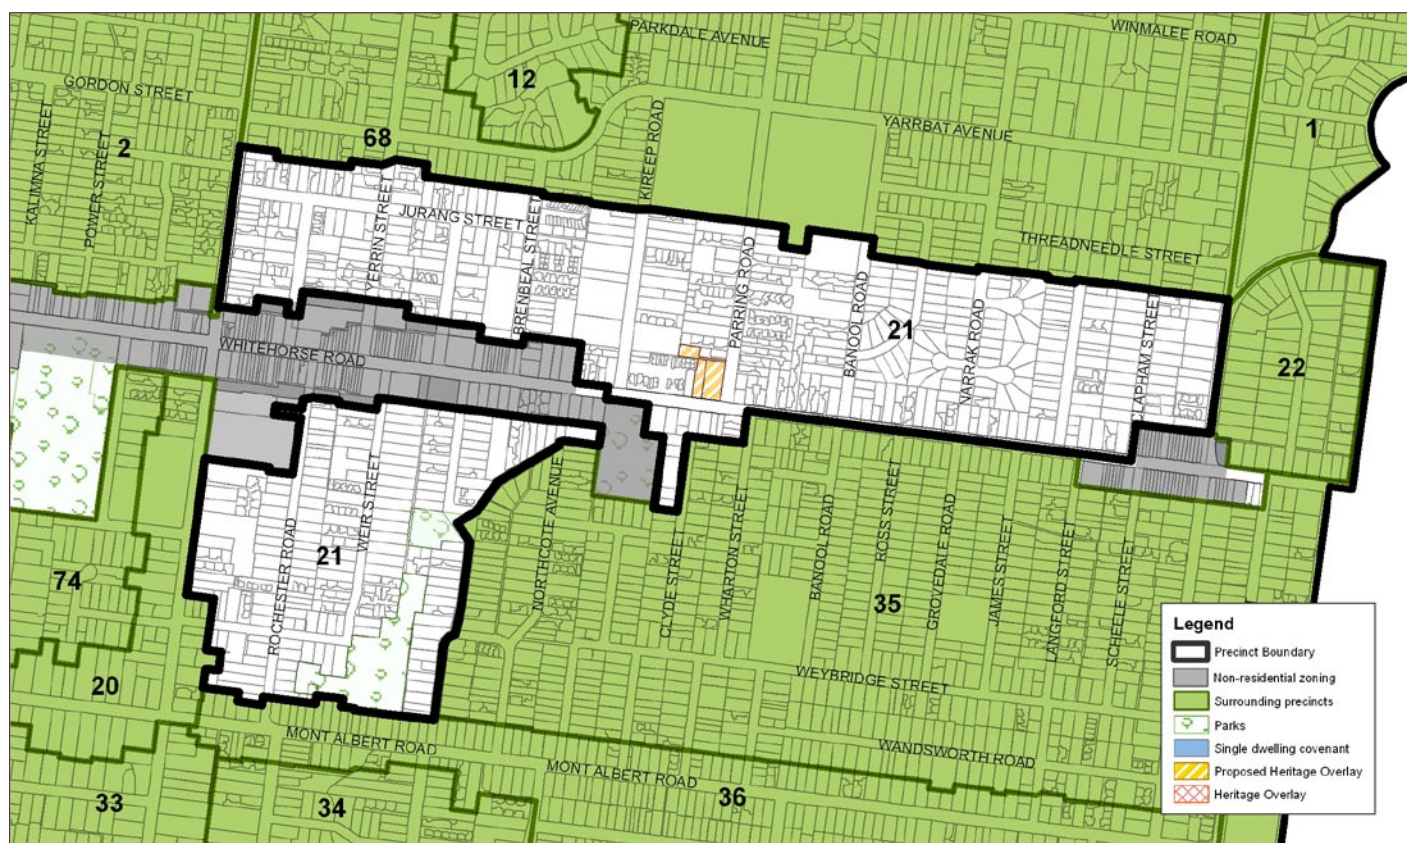 PARKDALE AVENUE
WINMALEE ROAD
12
GORDON STREET
YARRBAT AVENUE
1
68
2
KALIMNA STREET
POWER STREET
KIREEP ROAD
YERRIN STREET
JURANG STREET
BRENBEAL STREET
THREADNEEDLE STREET
PARRING ROAD
BANOOL ROAD
21
NARRAK ROAD
CLAPHAM STREET
22
WHITEHORSE ROAD
WEIR STREET
ROCHESTER ROAD
21
NORTHCOTE AVENUE
CLYDE STREET
WHARTON STREET
BANOOL ROAD
ROSS STREET
GROVEDALE ROAD
JAMES STREET
LANGFORD STREET
SCHEELE STREET
74
35
20
WEYBRIDGE STREET
MONT ALBERT ROAD
WANDSWORTH ROAD
MONT ALBERT ROAD
33
34
36
Legend
Precinct Boundary
Non-residential zoning
Surrounding precincts
Parks
Single dwelling covenant
Proposed Heritage Overlay
Heritage Overlay